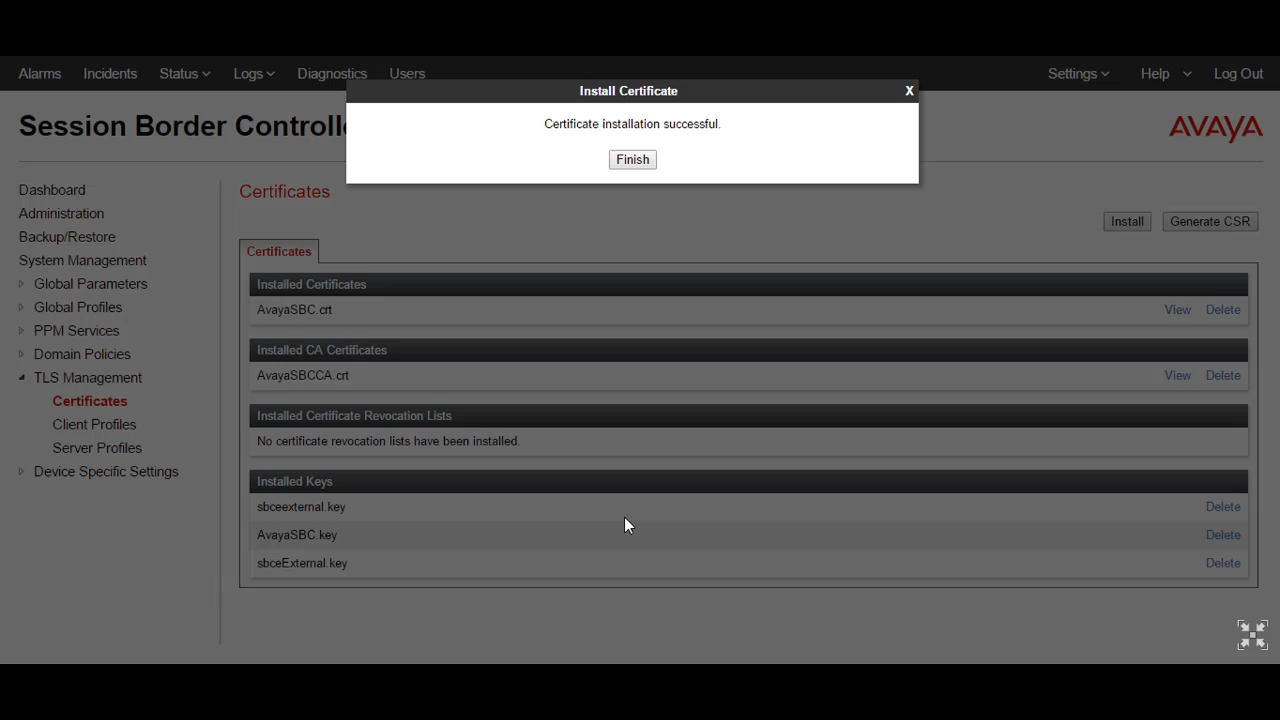 Alarms Incidents Status Logs Diagnostics Users Settings Help Log Out
Install Certificate X
Certificate installation successful.
Finish
Session Border Controlle
AVAYA
Dashboard
Administration
Backup/Restore
System Management
Global Parameters
Global Profiles
PPM Services
Domain Policies
TLS Management
Certificates
Client Profiles
Server Profiles
Device Specific Settings
Certificates
Install Generate CSR
Certificates
Installed Certificates
AvayaSBC.crt View Delete
Installed CA Certificates
AvayaSBCCA.crt View Delete
Installed Certificate Revocation Lists
No certificate revocation lists have been installed.
Installed Keys
sbceexternal.key Delete
AvayaSBC.key Delete
sbceExternal.key Delete